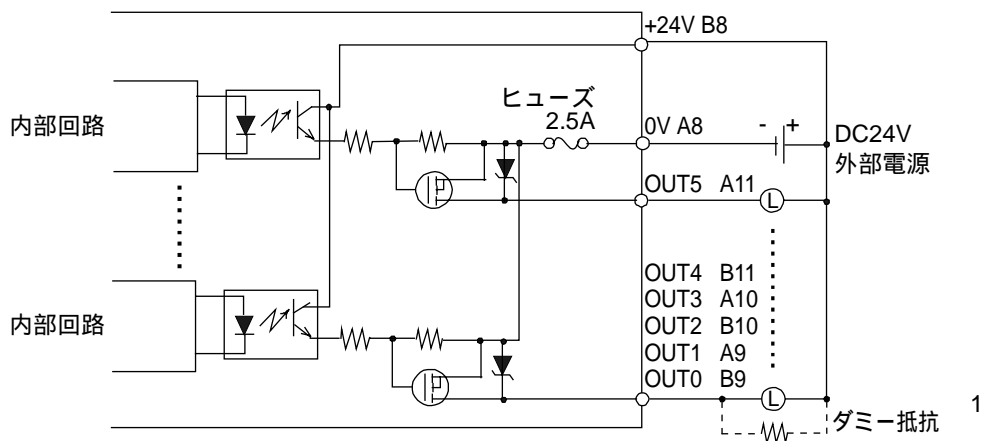 +24V B8
内部回路
ヒューズ
2.5A
0V A8
- +
DC24V
外部電源
OUT5 A11
L
OUT4 B11
OUT3 A10
OUT2 B10
OUT1 A9
OUT0 B9
内部回路
L
ダミー抵抗
1